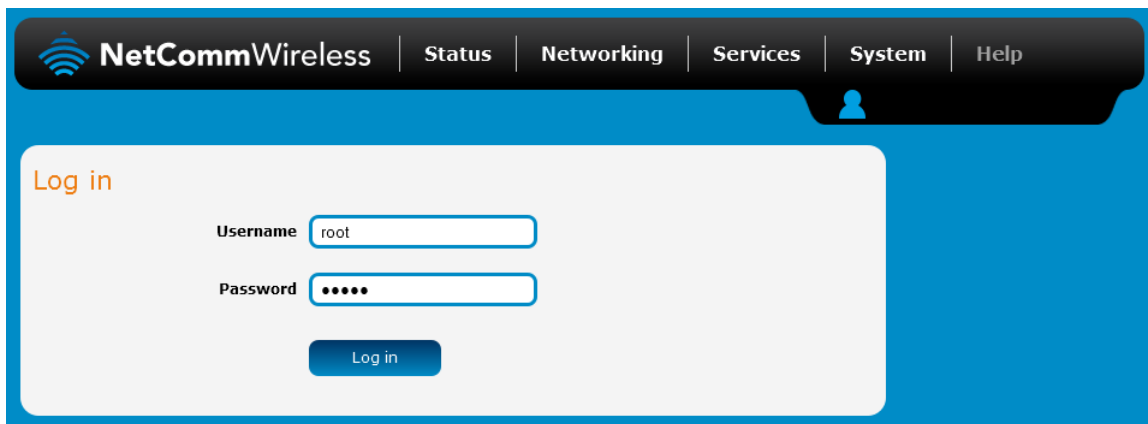 NetCommWireless Status Networking Services System Help
Log in
Username root
Password •••••
Log in